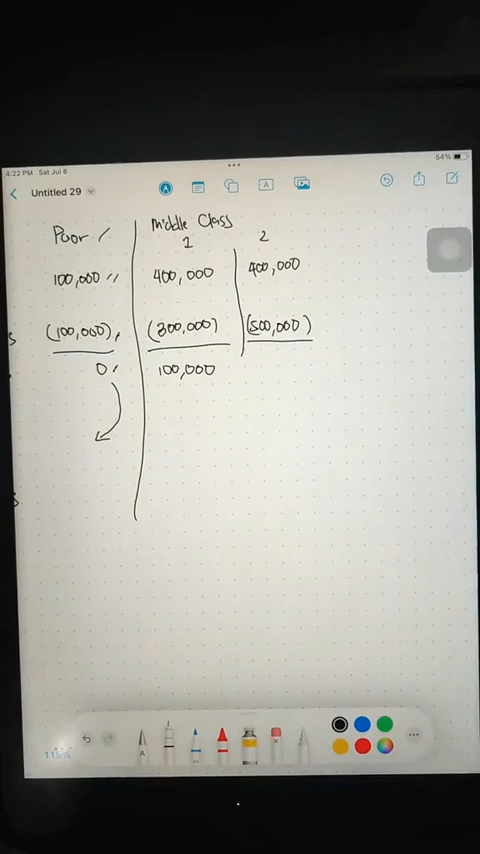 4:22 PM Sat Jul 6
54%
Untitled 29
Poor
Middle Class
1 2
100,000 400,000 400,000
s (100,000) (300,000) (500,000)
0 100,000
A
115%